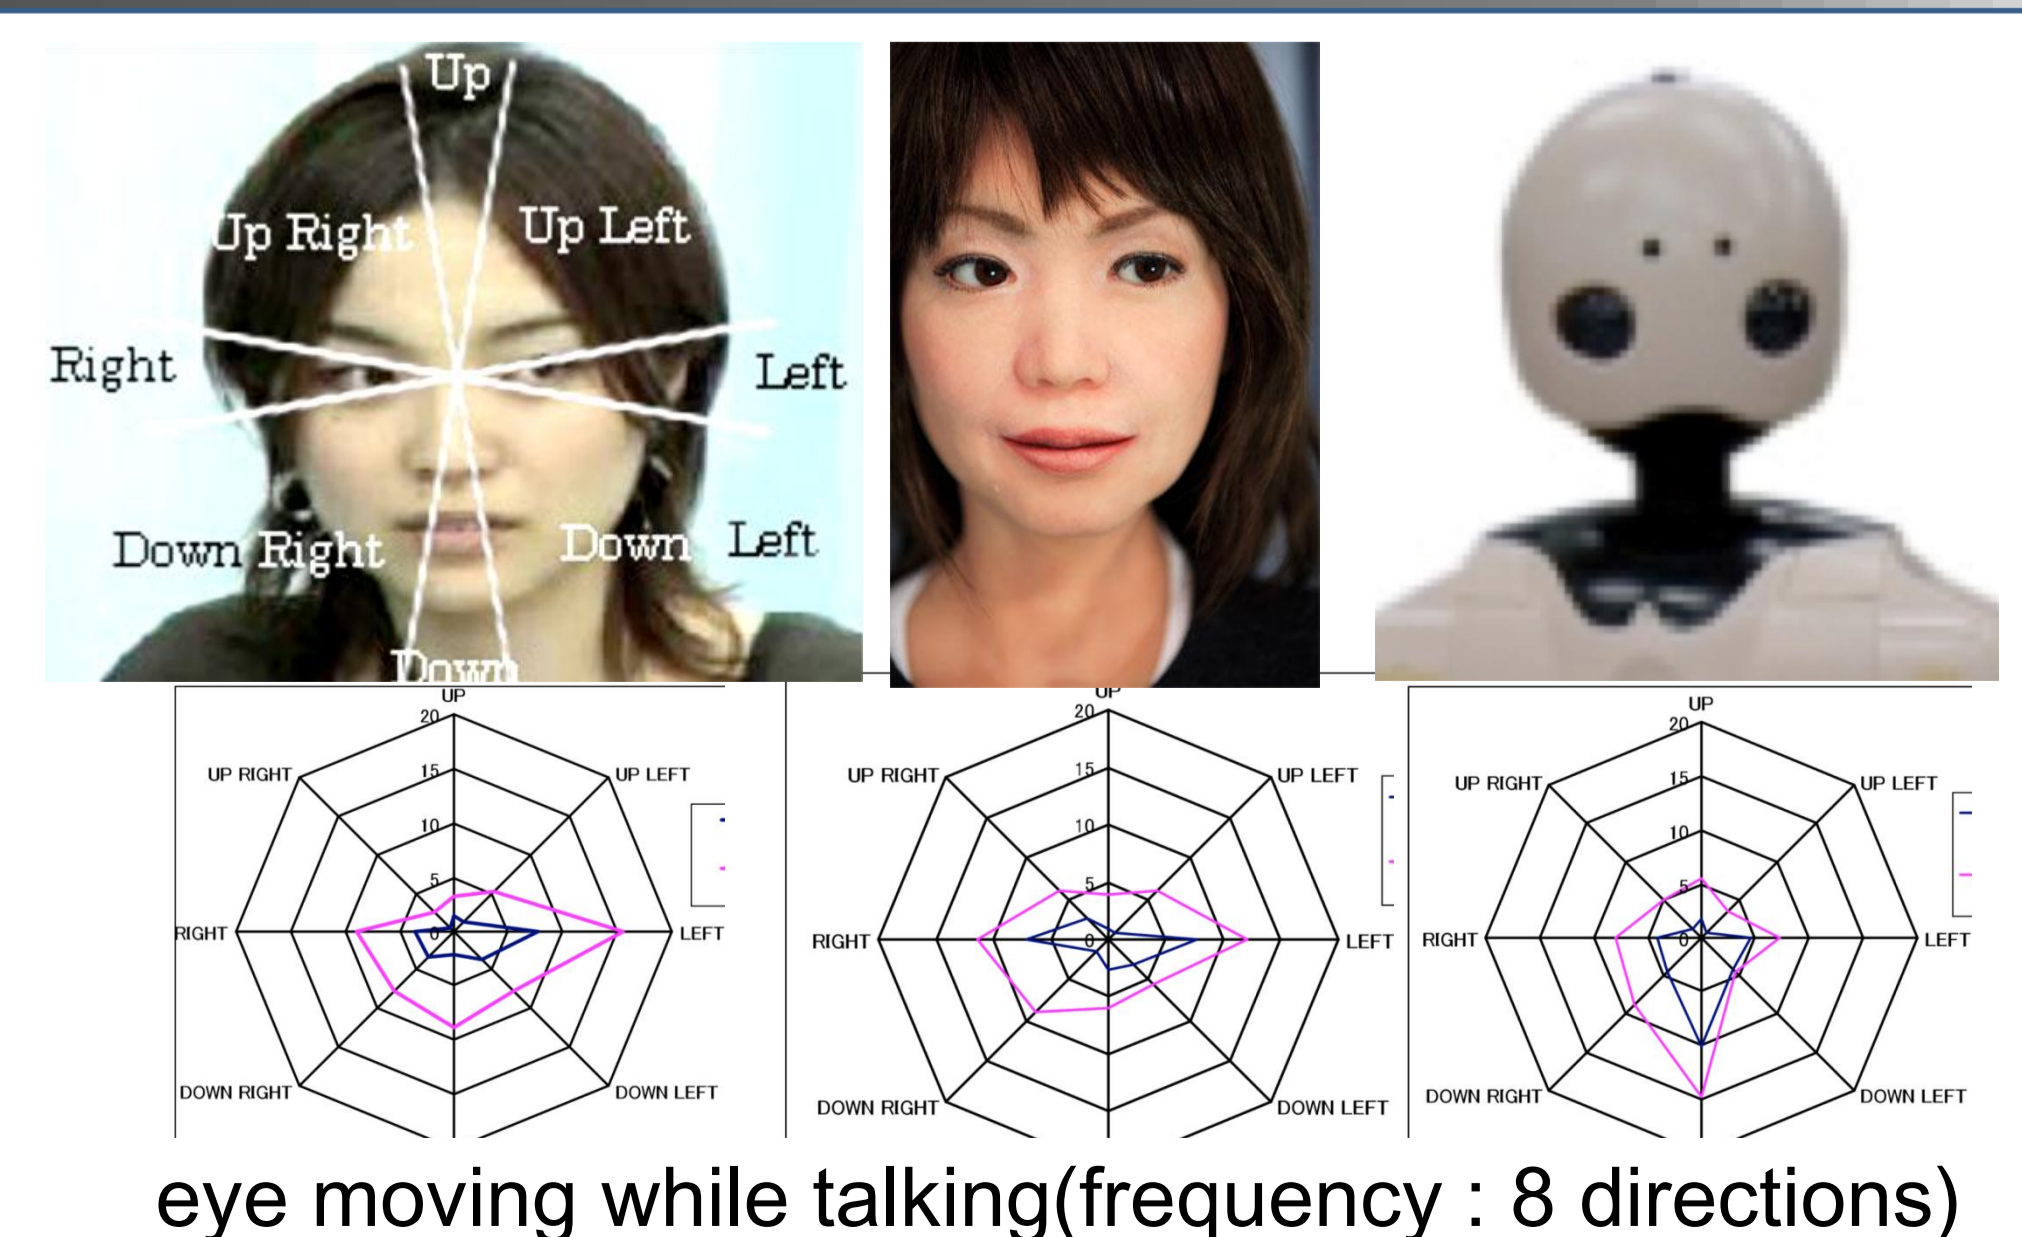 Up
Up Right
Up Left
Right
Left
Down Right
Down Left
Down
UP
20
UP RIGHT
UP LEFT
15
10
5
RIGHT
0
LEFT
DOWN RIGHT
DOWN LEFT
UP
20
UP RIGHT
UP LEFT
15
10
5
RIGHT
0
LEFT
DOWN RIGHT
DOWN LEFT
UP
20
UP RIGHT
UP LEFT
15
10
5
RIGHT
0
LEFT
DOWN RIGHT
DOWN LEFT
eye moving while talking(frequency : 8 directions)